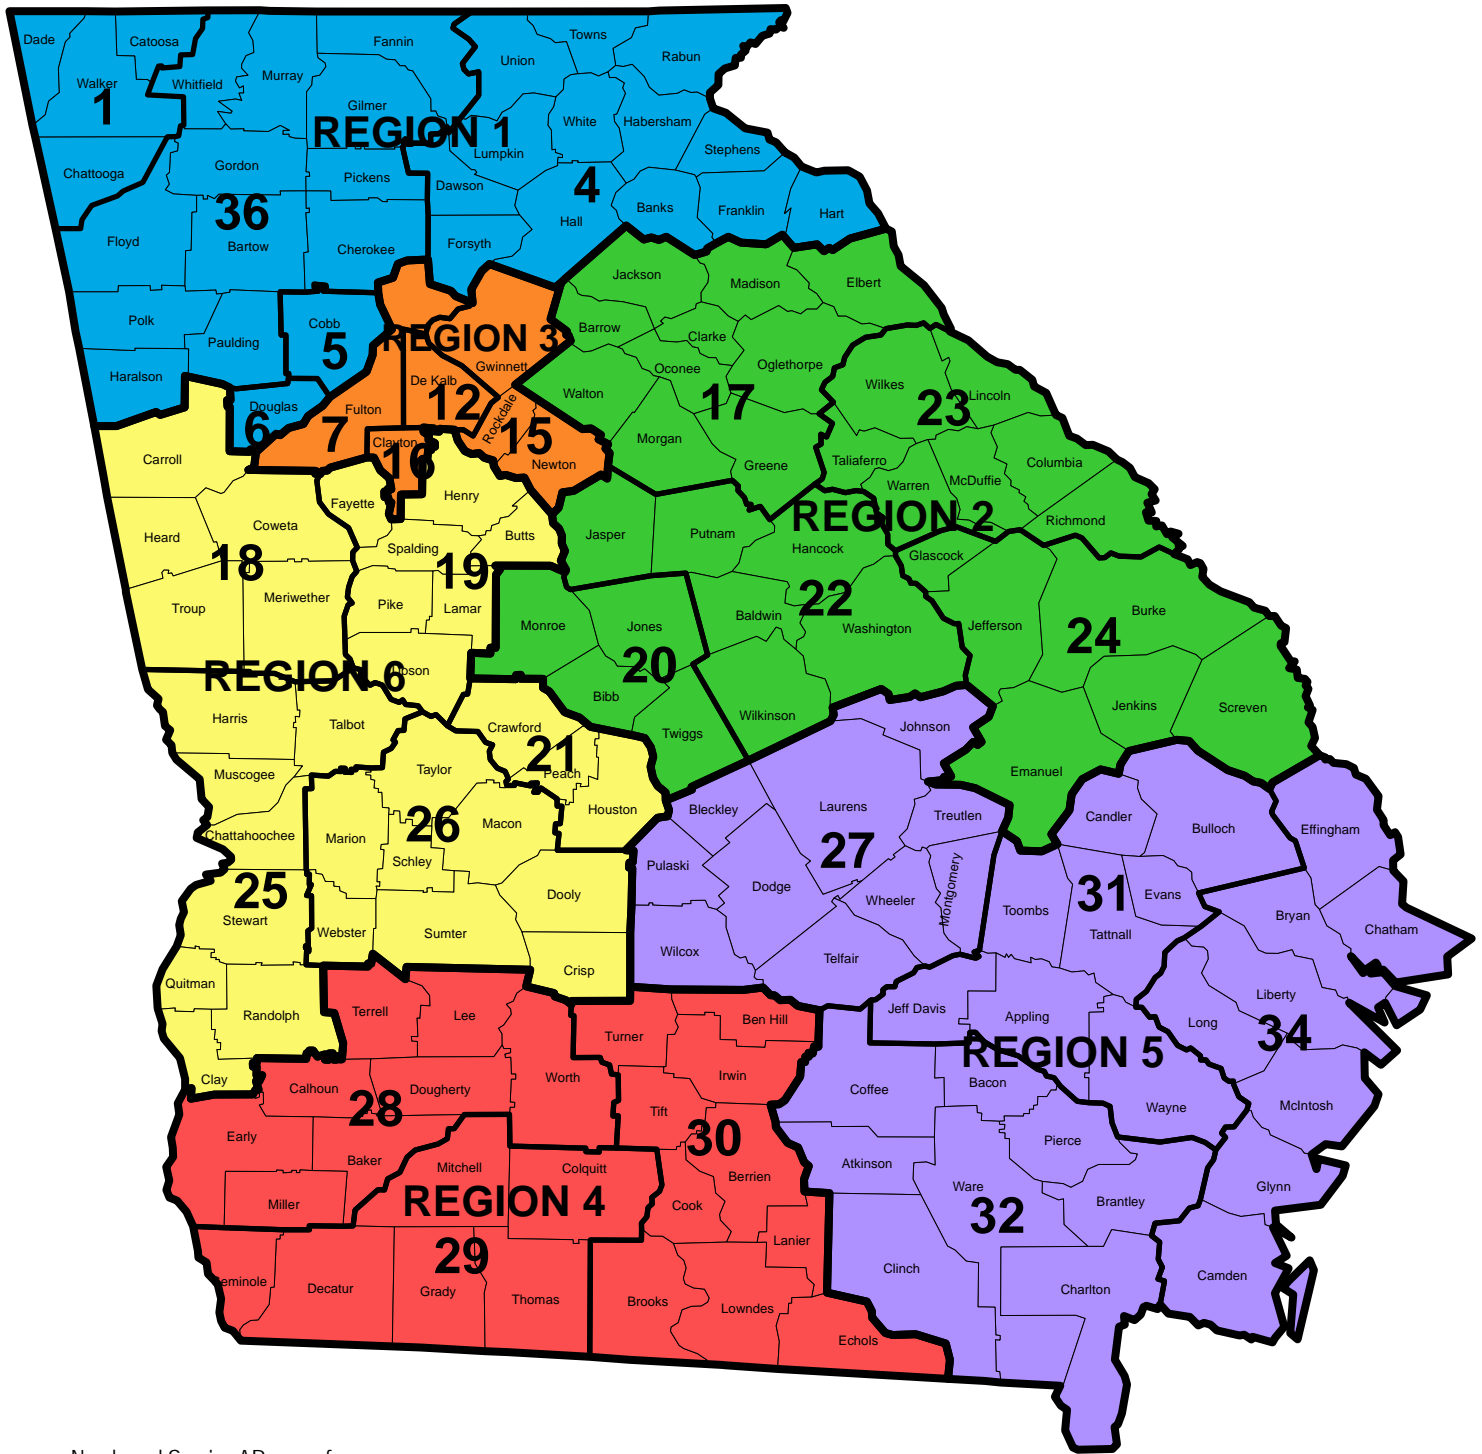 Dade
Catoosa
Fannin
Towns
Union
Rabun
Walker
Whitfield
Murray
1
Gilmer
REGION 1
White
Habersham
Lumpkin
Stephens
Chattooga
Gordon
Pickens
Dawson
4
36
Banks
Franklin
Hart
Hall
Floyd
Bartow
Cherokee
Forsyth
Jackson
Madison
Elbert
Polk
Cobb
5
Paulding
REGION 3
Barrow
Clarke
Haralson
Gwinnett
De Kalb
Oconee
Oglethorpe
Wilkes
Lincoln
Walton
17
23
Douglas
6
Fulton
7
12
Rockdale
15
Clayton
16
Morgan
Carroll
Newton
Greene
Taliaferro
Columbia
Warren
McDuffie
Fayette
Henry
REGION 2
Richmond
Heard
Coweta
Spalding
Butts
Jasper
Putnam
Hancock
Glascock
18
19
Troup
Meriwether
Pike
Lamar
Monroe
Jones
Baldwin
22
Washington
Jefferson
Burke
24
20
REGION 6
pson
Bibb
Wilkinson
Jenkins
Screven
Harris
Talbot
Crawford
Twiggs
Johnson
21
Peach
Muscogee
Taylor
Emanuel
Houston
Bleckley
Laurens
Treutlen
Candler
Bulloch
Effingham
Chattahoochee
Marion
26
Macon
27
Schley
Pulaski
Dodge
Wheeler
Montgomery
31
Evans
25
Stewart
Dooly
Toombs
Bryan
Webster
Sumter
Tattnall
Chatham
Wilcox
Telfair
Crisp
Quitman
Randolph
Terrell
Lee
Turner
Ben Hill
Jeff Davis
Appling
Liberty
Long
34
REGION 5
Clay
Calhoun
Dougherty
Worth
Irwin
Coffee
Bacon
28
Tift
Wayne
McIntosh
Early
30
Pierce
Baker
Mitchell
Colquitt
Atkinson
Berrien
Ware
Glynn
Miller
REGION 4
Cook
Brantley
32
29
Lanier
Clinch
Camden
eminole
Decatur
Grady
Thomas
Brooks
Lowndes
Charlton
Echols